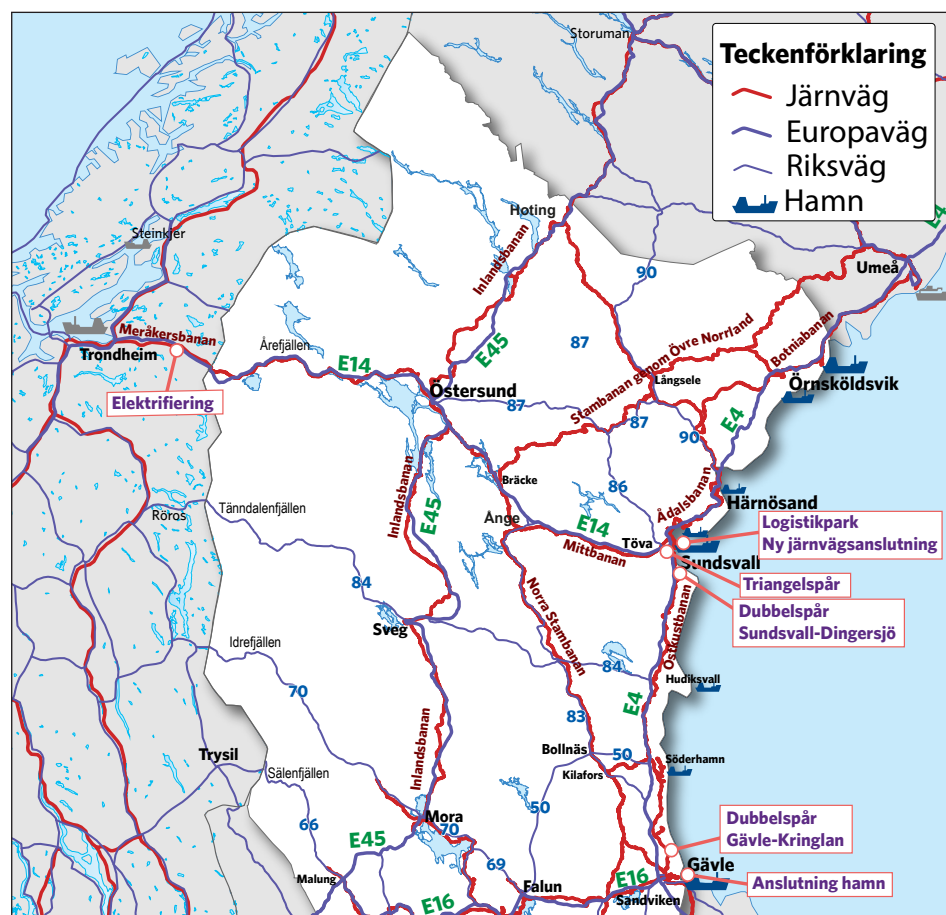 Storuman
Teckenförklaring
Järnväg
Europaväg
Riksväg
Hamn
Hoting
Steinkjer
E4
Umeå
Inlandsbanan
90
Meråkersbanan
Trondheim
Årefjällen
E14
E45
87
Stambanan genom Övre Norrland
Botniabanan
Långsele
Örnsköldsvik
Elektrifiering
Östersund
87
87
90
E4
Bräcke
86
Inlandsbanan
E45
Ådalsbanan
Härnösand
Tänndalenfjällen
Röros
Ånge
E14
Töva
Mittbanan
Logistikpark
Ny järnvägsanslutning
Sundsvall
Triangelspår
84
Norra Stambanan
Ostkustbanan
Dubbelspår
Sundsvall-Dingersjö
Sveg
Idrefjällen
84
Hudiksvall
70
E4
83
Trysil
Sälenfjällen
Inlandsbanan
Bollnäs
50
Söderhamn
Kilafors
50
Mora
70
66
E45
Dubbelspår
Gävle-Kringlan
69
Malung
Gävle
E16
Anslutning hamn
Falun
E16
Sandviken